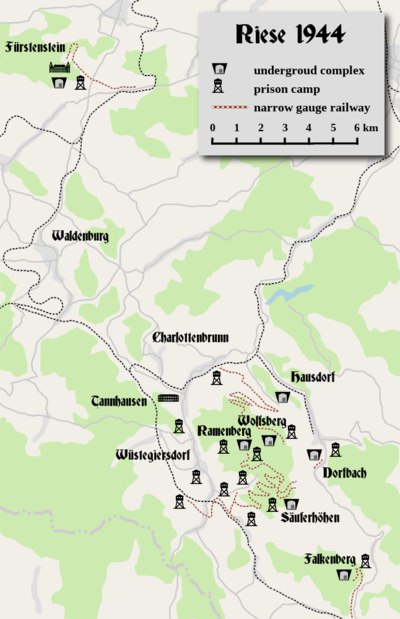 Riese 1944
undergroud complex
prison camp
narrow gauge railway
0 1 2 3 4 5 6 km
Fürstenstein
Waldenburg
Charlottenbrunn
Hausdorf
Tannhausen
Wolfsberg
Ramenberg
Wüstegiersdorf
Dorfbach
Säuferhöhen
Falkenberg